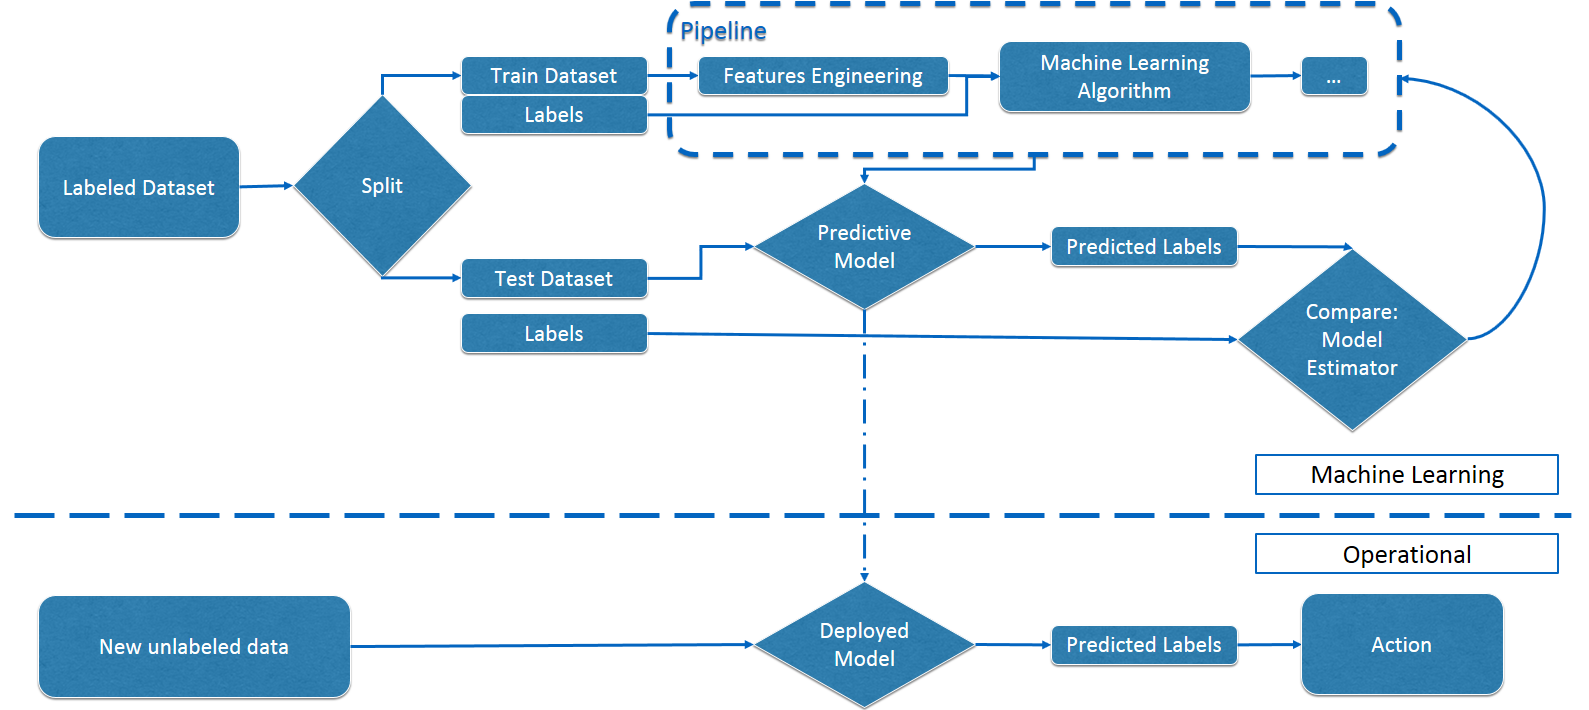 Pipeline
Train Dataset
Features Engineering
Machine Learning
Algorithm
...
Labels
Labeled Dataset
Split
Predictive
Model
Predicted Labels
Test Dataset
Labels
Compare:
Model
Estimator
Machine Learning
Operational
New unlabeled data
Deployed
Model
Predicted Labels
Action